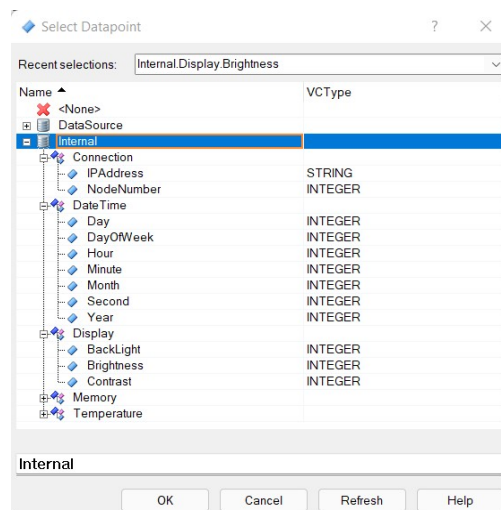 Select Datapoint ?
Recent selections: Internal.Display.Brightness
Name VCType
<None>
DataSource
Internal
Connection
IPAddress STRING
NodeNumber INTEGER
DateTime
Day INTEGER
DayOfWeek INTEGER
Hour INTEGER
Minute INTEGER
Month INTEGER
Second INTEGER
Year INTEGER
Display
BackLight INTEGER
Brightness INTEGER
Contrast INTEGER
Memory
Temperature
Internal
OK Cancel Refresh Help